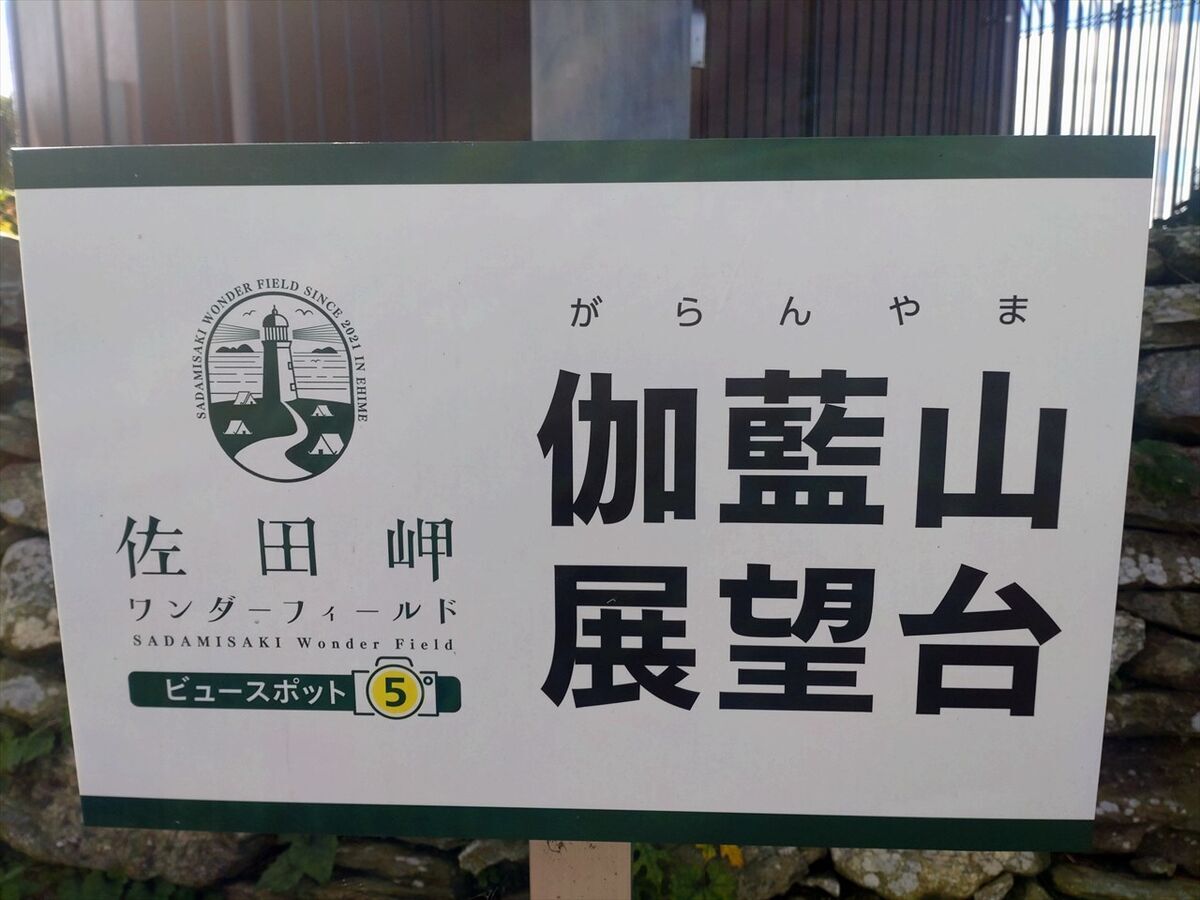 SADAMISAKI WONDER FIELD SINCE 2021 IN EHIME
佐田岬
ワンダーフィールド
SADAMISAKI Wonder Field
ビュースポット 5
がらんやま
伽藍山
展望台